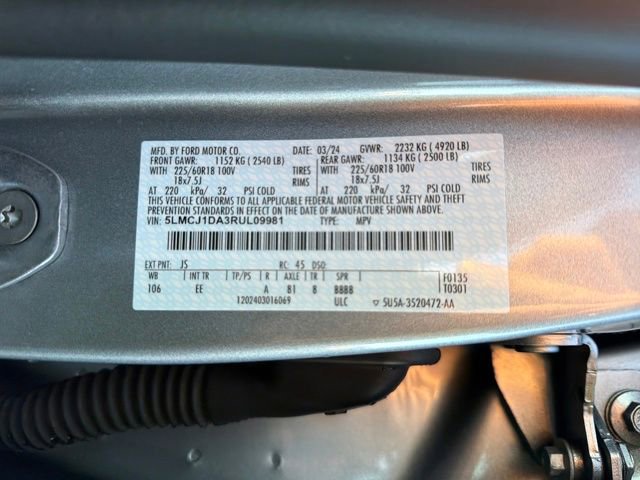 MFD. BY FORD MOTOR CO. DATE: 03/24 GVWR: 2232 KG ( 4920 LB)
FRONT GAWR: 1152 KG ( 2540 LB) REAR GAWR: 1134 KG ( 2500 LB)
WITH 225/60R18 100V TIRES WITH 225/60R18 100V TIRES
18x7.5J RIMS 18x7.5J RIMS
AT 220 kPa/ 32 PSI COLD AT 220 kPa/ 32 PSI COLD
THIS VEHICLE CONFORMS TO ALL APPLICABLE FEDERAL MOTOR VEHICLE SAFETY AND THEFT
PREVENTION STANDARDS IN EFFECT ON THE DATE OF MANUFACTURE SHOWN ABOVE.
VIN: 5LMCJ1DA3RUL09981 TYPE: MPV
EXT PNT: JS RC: 45 DSO: F0135
WB INT TR TP/PS R AXLE TR SPR T0301
106 EE A 81 8 BBBB
1202403016069 ULC ▽ 5U5A-3520472-AA